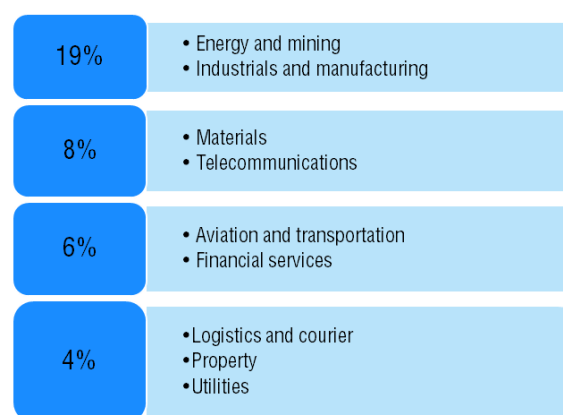 19%
• Energy and mining
• Industrials and manufacturing
8%
• Materials
• Telecommunications
6%
• Aviation and transportation
• Financial services
4%
•Logistics and courier
•Property
•Utilities